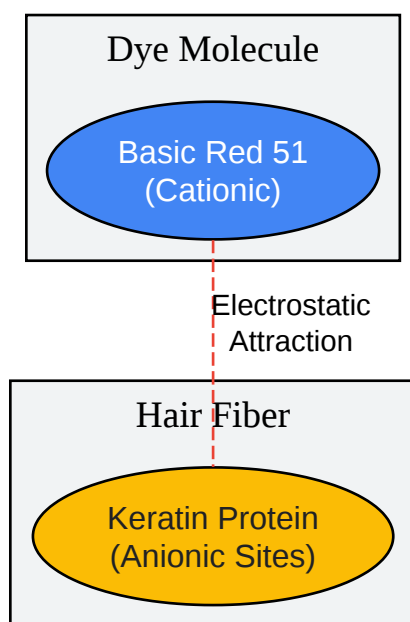 Dye Molecule
Basic Red 51
(Cationic)
Electrostatic
Attraction
Hair Fiber
Keratin Protein
(Anionic Sites)